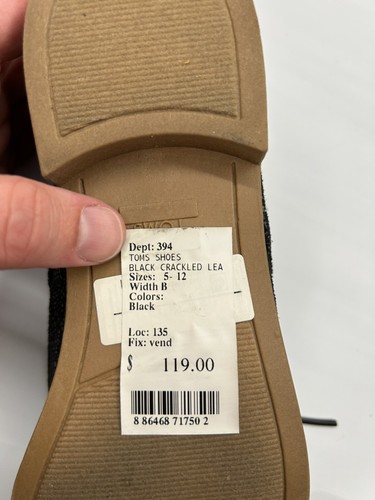 Dept: 394
TOMS SHOES
BLACK CRACKLED LEA
Sizes: 5- 12
Width B
Colors:
Black
Loc: 135
Fix: vend
$ 119.00
8 86468 71750 2